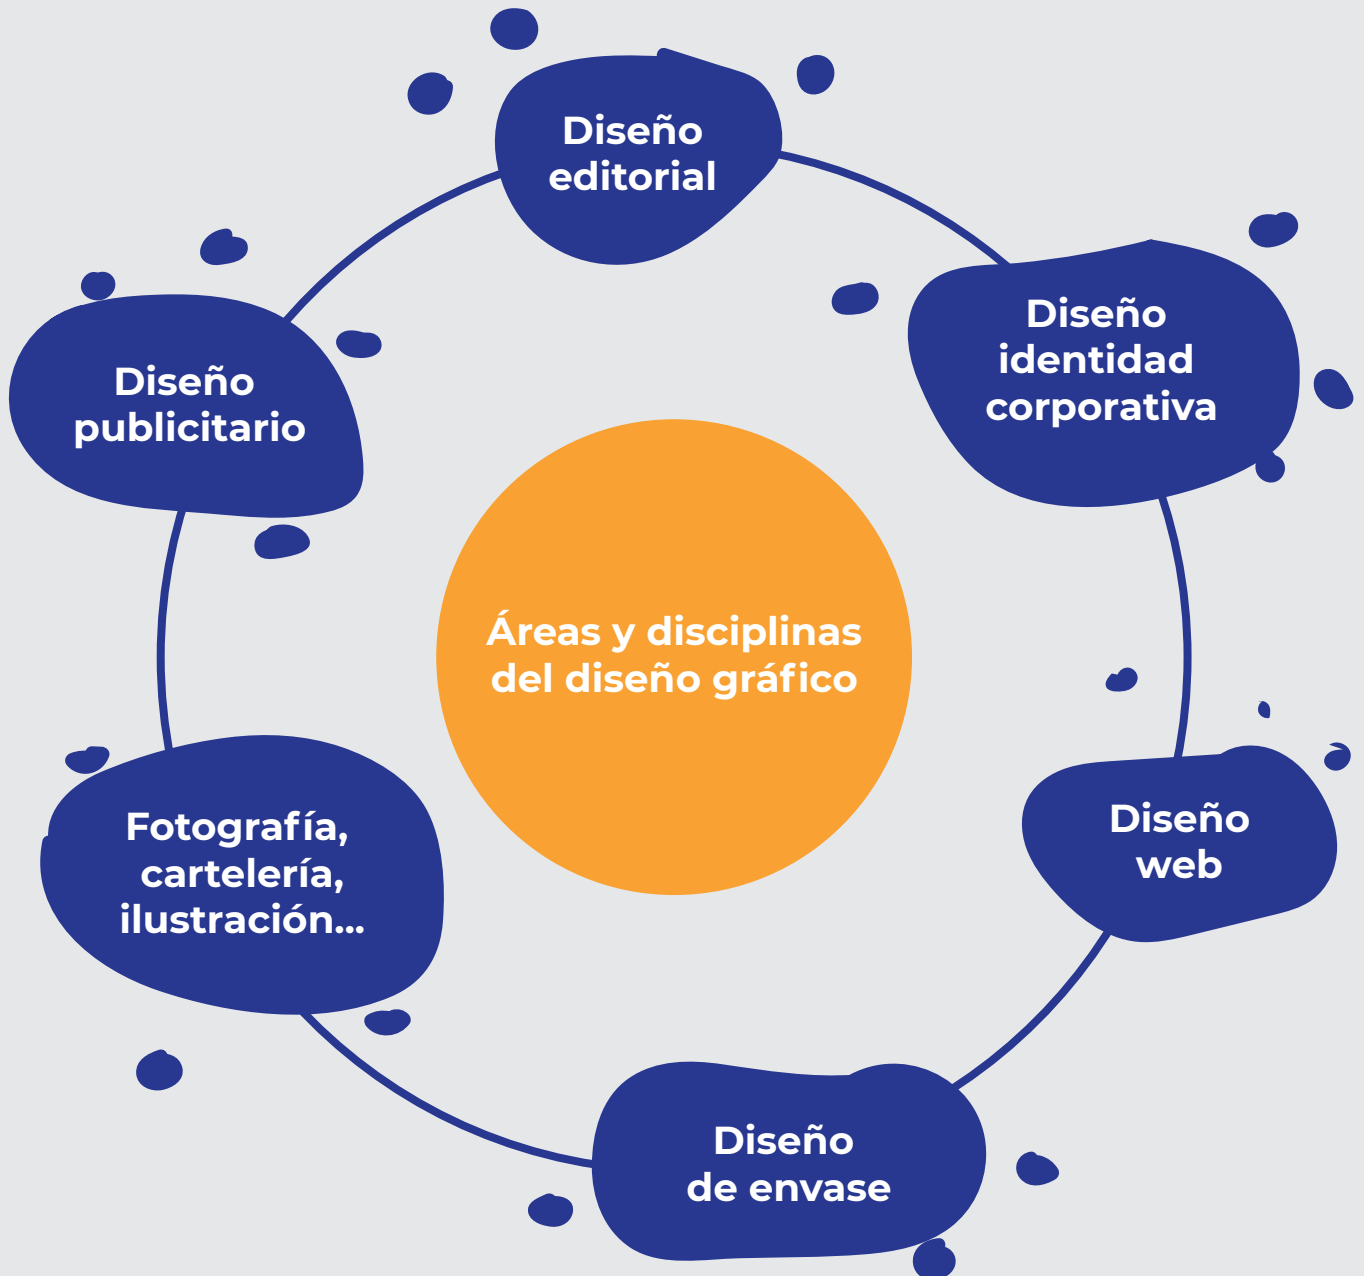 Diseño
editorial
Diseño
identidad
corporativa
Diseño
publicitario
Áreas y disciplinas
del diseño gráfico
Diseño
web
Fotografía,
cartelería,
ilustración...
Diseño
de envase